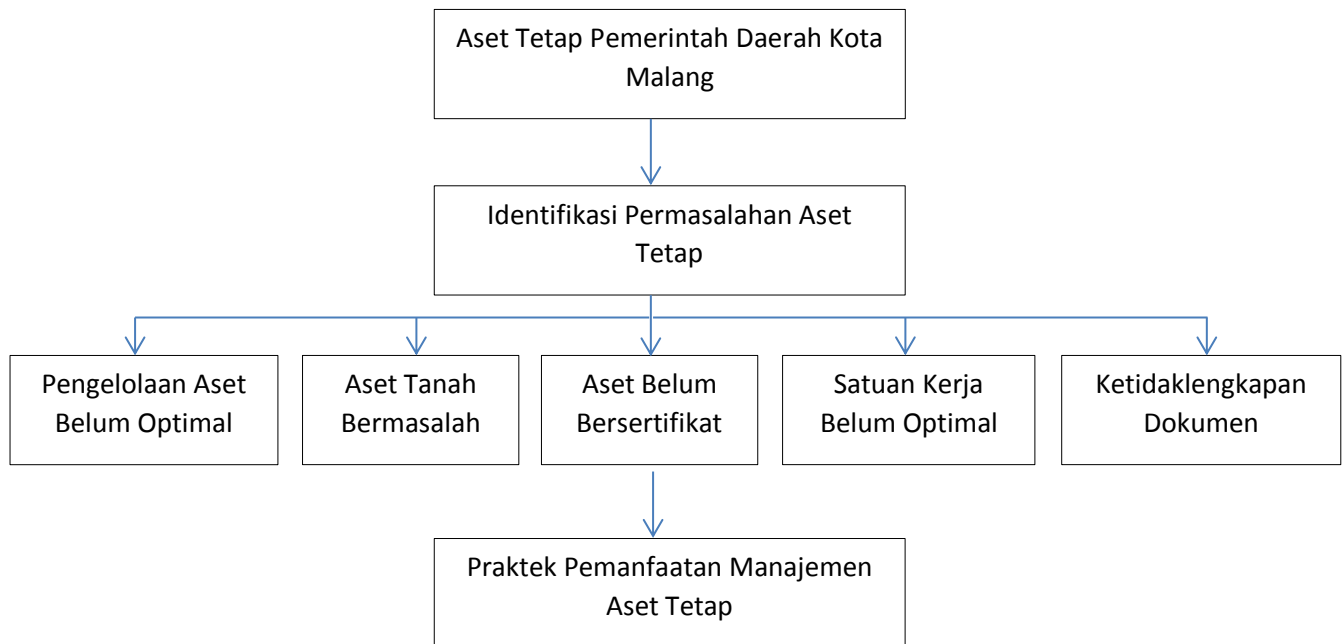 Aset Tetap Pemerintah Daerah Kota
Malang
Identifikasi Permasalahan Aset
Tetap
Pengelolaan Aset
Belum Optimal
Aset Tanah
Bermasalah
Aset Belum
Bersertifikat
Satuan Kerja
Belum Optimal
Ketidaklengkapan
Dokumen
Praktek Pemanfaatan Manajemen
Aset Tetap